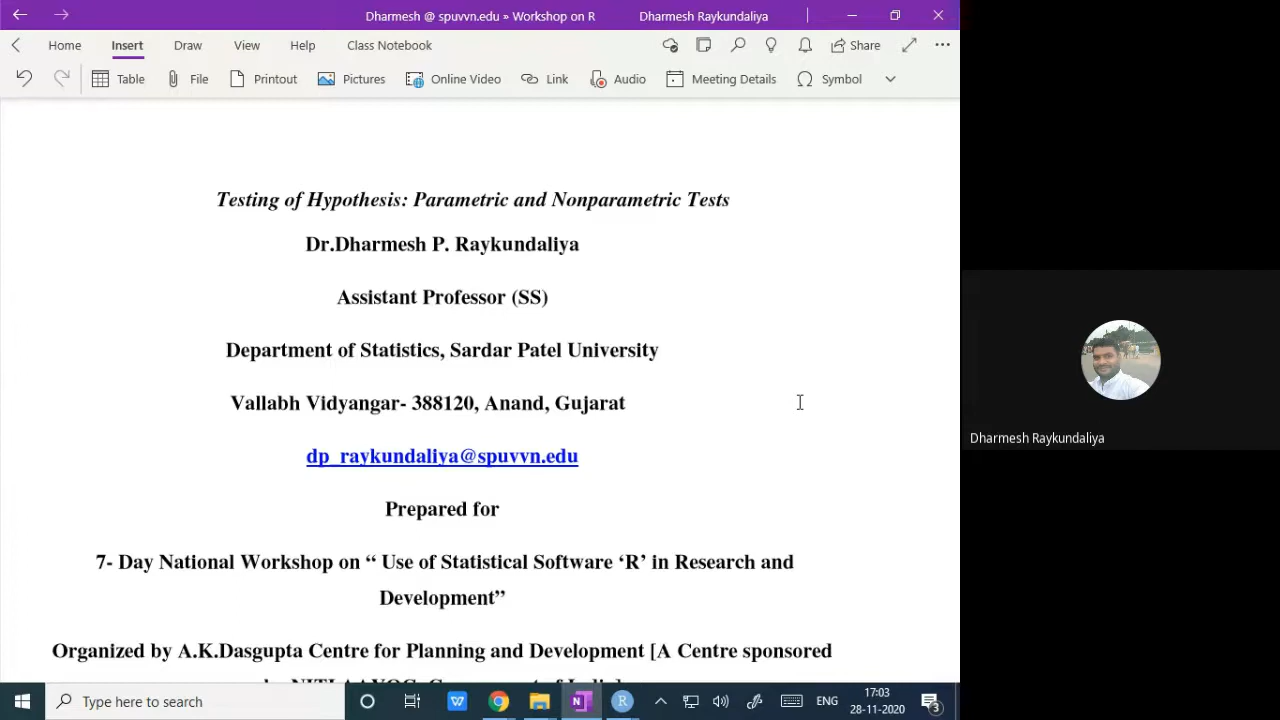 Dharmesh @ spuvvn.edu » Workshop on R
Dharmesh Raykundaliya
Home Insert Draw View Help Class Notebook Share
Table File Printout Pictures Online Video Link Audio Meeting Details Symbol
Testing of Hypothesis: Parametric and Nonparametric Tests
Dr.Dharmesh P. Raykundaliya
Assistant Professor (SS)
Department of Statistics, Sardar Patel University
Vallabh Vidyangar- 388120, Anand, Gujarat
dp_raykundaliya@spuvvn.edu
Prepared for
7- Day National Workshop on “ Use of Statistical Software ‘R’ in Research and
Development”
Organized by A.K.Dasgupta Centre for Planning and Development [A Centre sponsored
Dharmesh Raykundaliya
Type here to search
ENG
17:03
28-11-2020
3